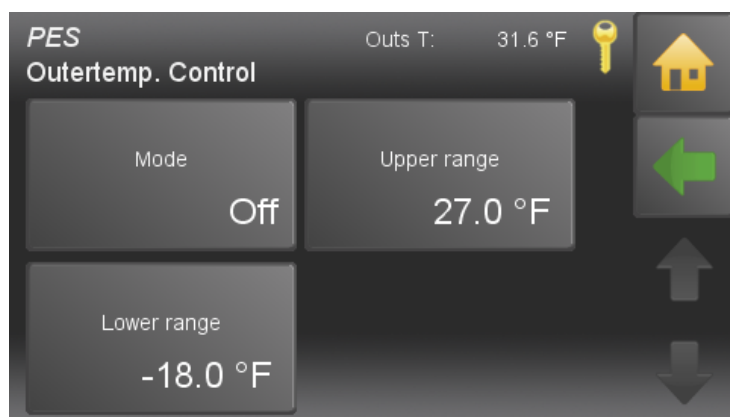 PES Outs T: 31.6 °F
Outertemp. Control
Mode Upper range
Off 27.0 °F
Lower range
-18.0 °F